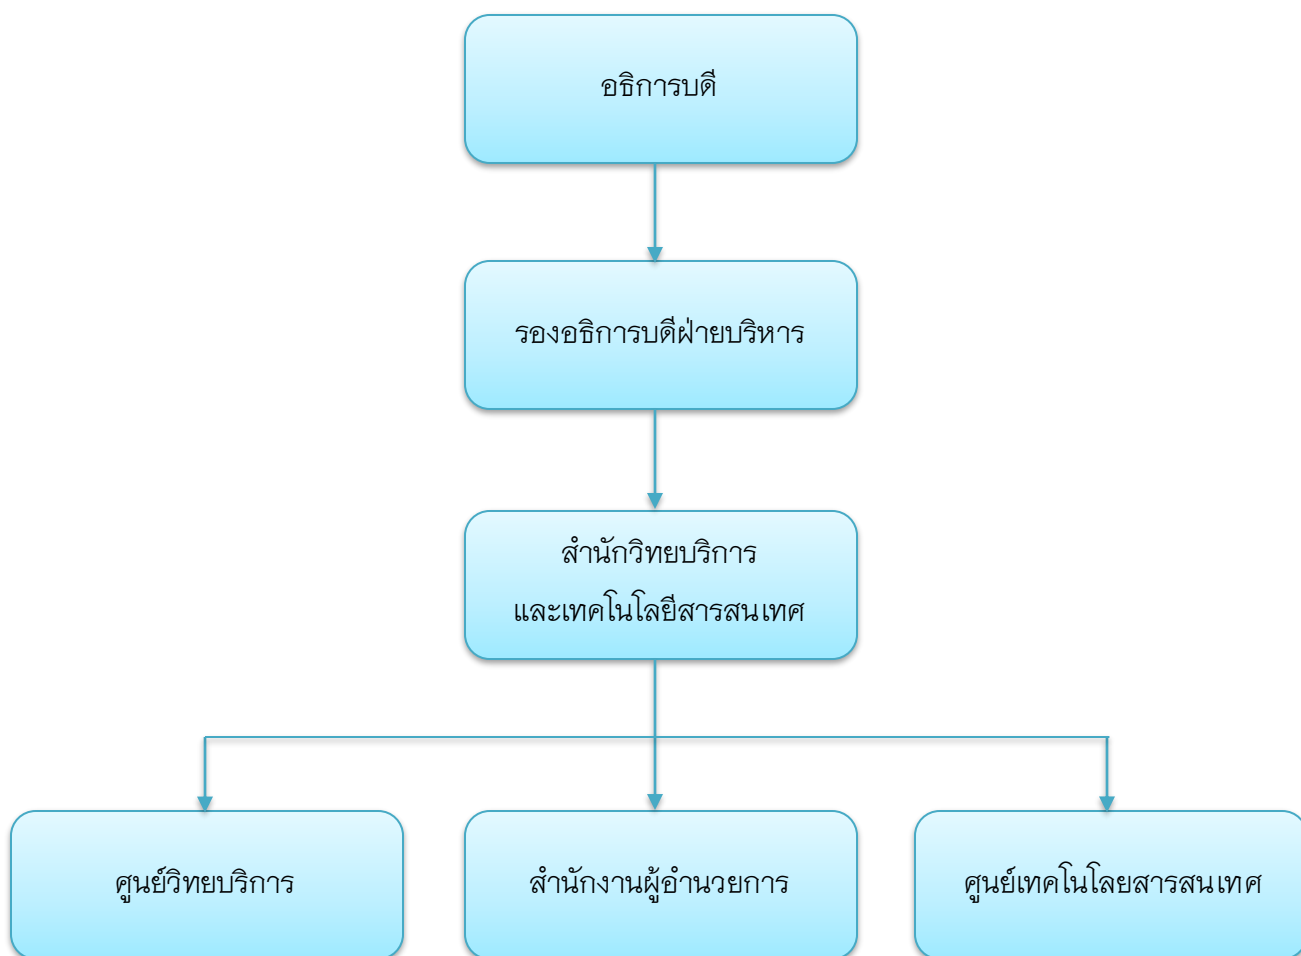 อธิการบดี
รองอธิการบดีฝ่ายบริหาร
สำนักวิทยบริการ
และเทคโนโลยีสารสนเทศ
ศูนย์วิทยบริการ
สำนักงานผู้อำนวยการ
ศูนย์เทคโนโลยสารสนเทศ